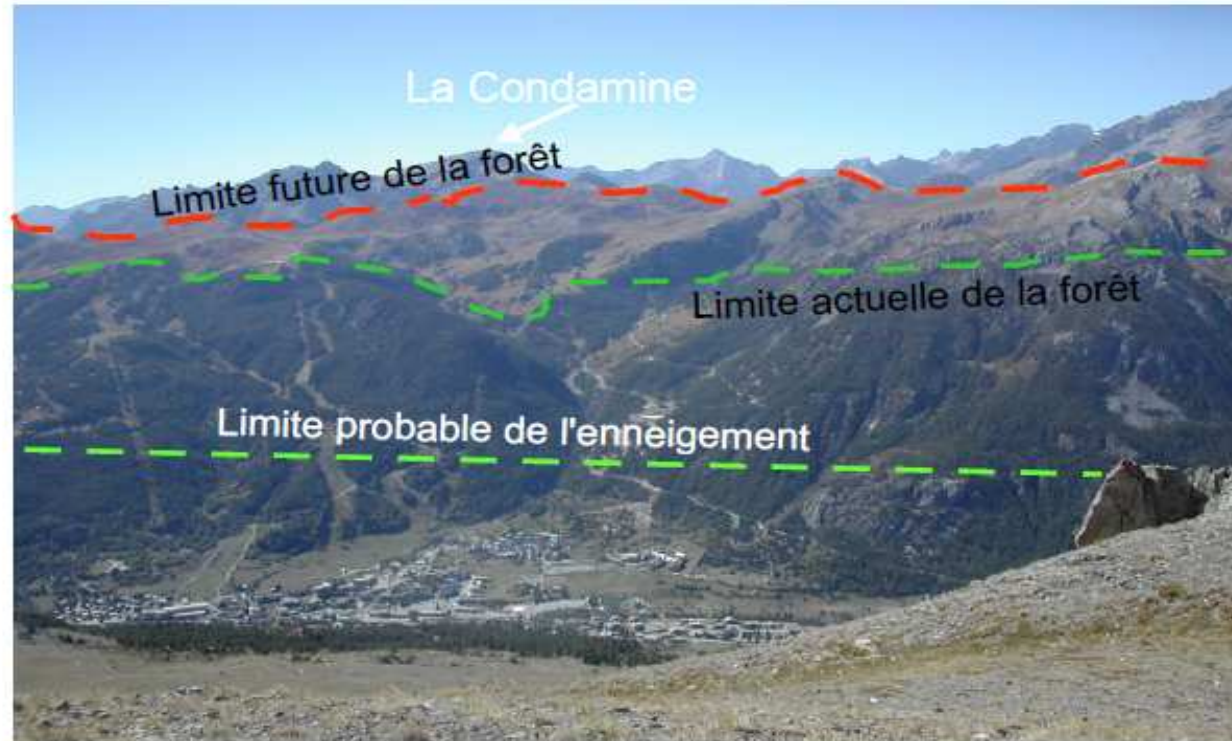 La Condamine
Limite future de la forêt
Limite actuelle de la forêt
Limite probable de l'enneigement